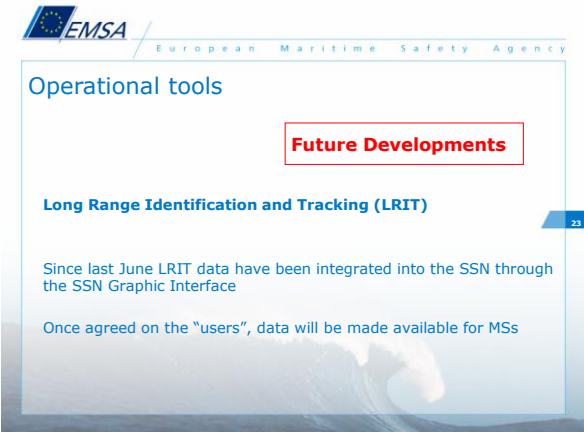 EMSA
European Maritime Safety Agency
Operational tools
Future Developments
Long Range Identification and Tracking (LRIT)
23
Since last June LRIT data have been integrated into the SSN through
the SSN Graphic Interface
Once agreed on the “users”, data will be made available for MSs